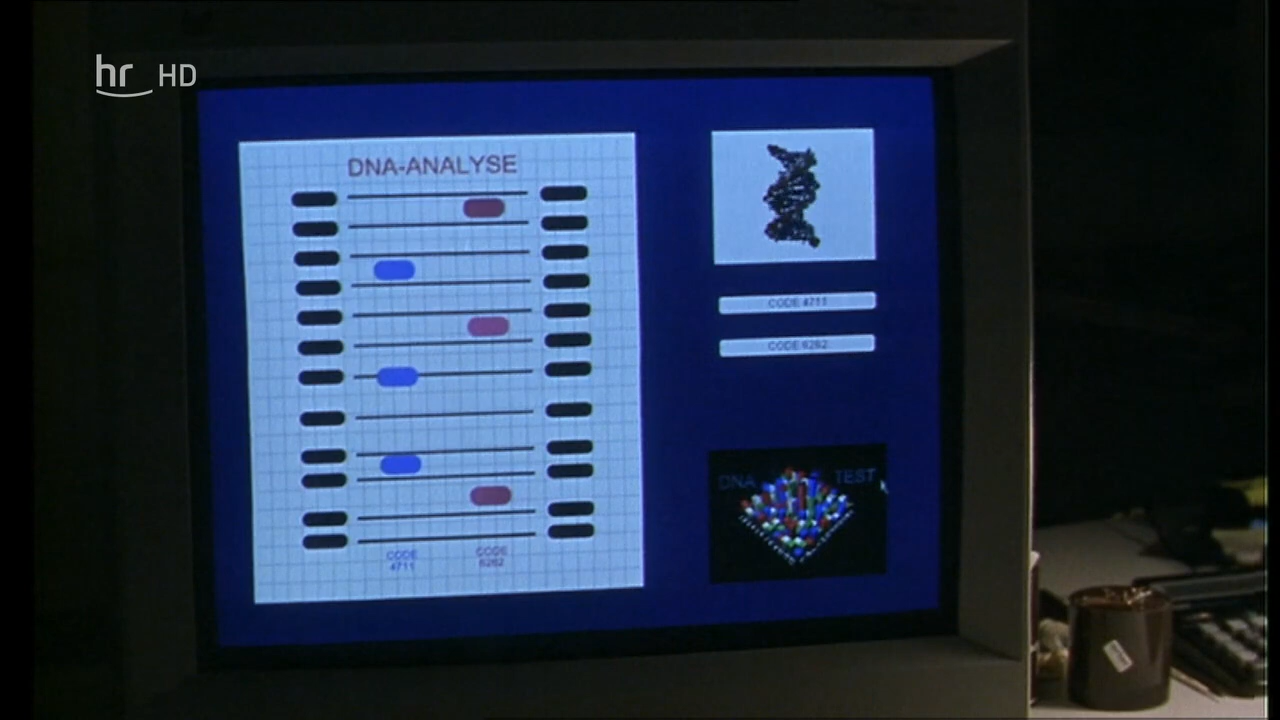 hr HD
DNA-ANALYSE
CODE 4711
CODE 6262
DNA TEST
CODE
4711
CODE
6262